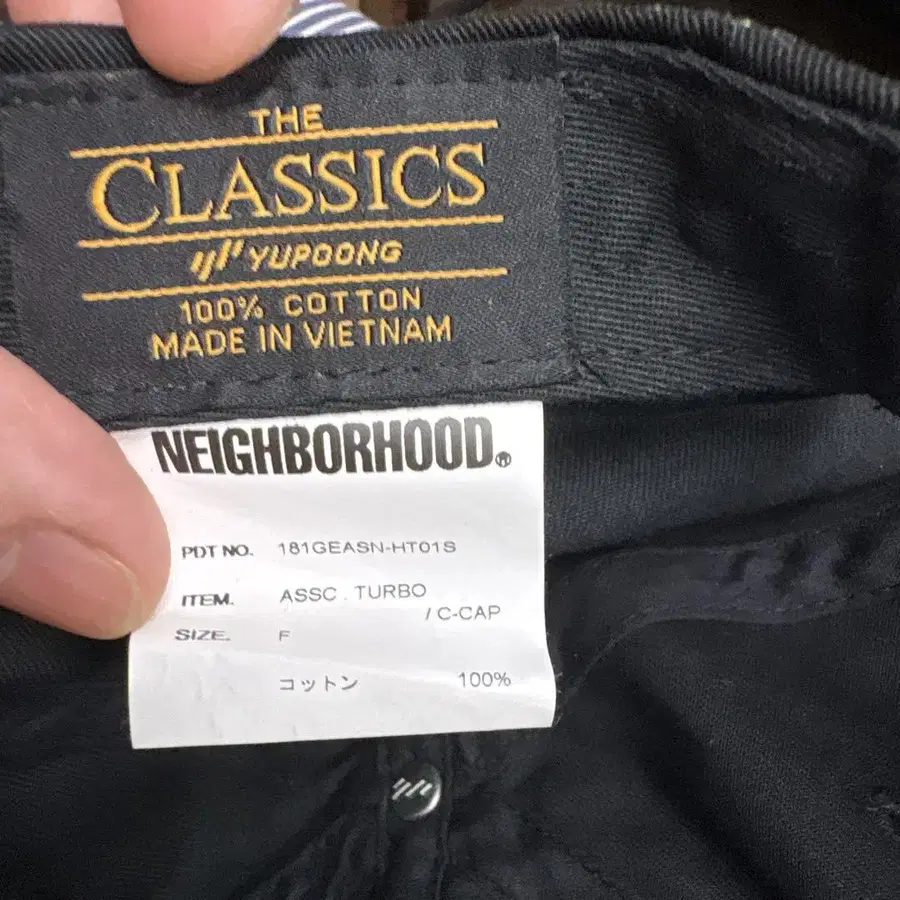 THE
CLASSICS
YUPOONG
100% COTTON
MADE IN VIETNAM
NEIGHBORHOOD®
PDT NO. 181GEASN-HT01S
ITEM. ASSC . TURBO
/ C-CAP
SIZE. F
コットン 100%